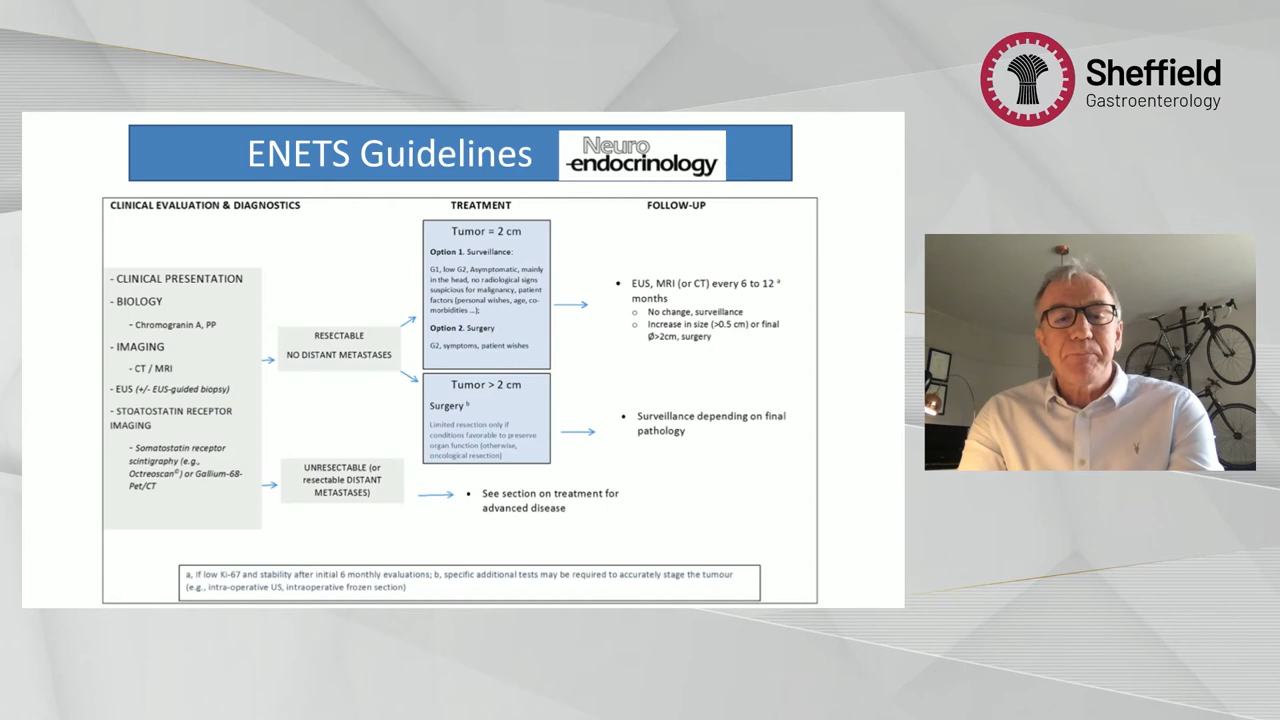 Sheffield
Gastroenterology
ENETS Guidelines
Neuro
-endocrinology
CLINICAL EVALUATION & DIAGNOSTICS
TREATMENT
FOLLOW-UP
- CLINICAL PRESENTATION
- BIOLOGY
- Chromogranin A, PP
- IMAGING
- CT / MRI
- EUS (+/- EUS-guided biopsy)
- STOATOSTATIN RECEPTOR
IMAGING
- Somatostatin receptor
scintigraphy (e.g.,
Octreoscan©) or Gallium-68-
Pet/CT
RESECTABLE
NO DISTANT METASTASES
UNRESECTABLE (or
resectable DISTANT
METASTASES)
Tumor = 2 cm
Option 1. Surveillance:
G1, low G2, Asymptomatic, mainly
in the head, no radiological signs
suspicious for malignancy, patient
factors (personal wishes, age, co-
morbidities ...);
Option 2. Surgery
G2, symptoms, patient wishes
Tumor > 2 cm
Surgery b
Limited resection only if
conditions favorable to preserve
organ function (otherwise,
oncological resection)
• See section on treatment for
advanced disease
• EUS, MRI (or CT) every 6 to 12 a
months
o No change, surveillance
o Increase in size (>0.5 cm) or final
Ø>2cm, surgery
• Surveillance depending on final
pathology
a, If low Ki-67 and stability after initial 6 monthly evaluations; b, specific additional tests may be required to accurately stage the tumour
(e.g., intra-operative US, intraoperative frozen section)